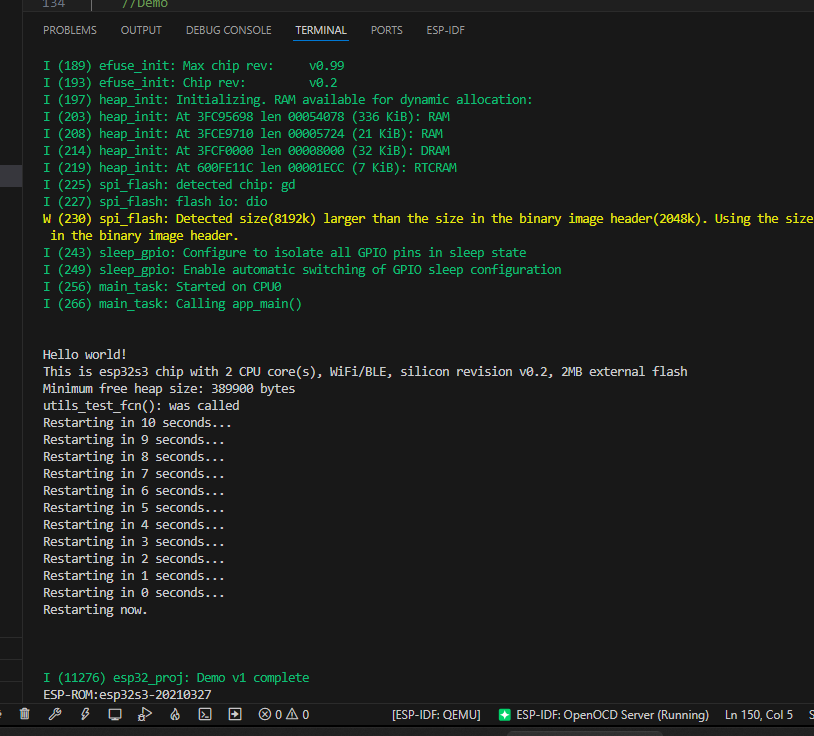 134 //Demo
PROBLEMS OUTPUT DEBUG CONSOLE TERMINAL PORTS ESP-IDF
I (189) efuse_init: Max chip rev:     v0.99
I (193) efuse_init: Chip rev:         v0.2
I (197) heap_init: Initializing. RAM available for dynamic allocation:
I (203) heap_init: At 3FC95698 len 00054078 (336 KiB): RAM
I (208) heap_init: At 3FCE9710 len 00005724 (21 KiB): RAM
I (214) heap_init: At 3FCF0000 len 00008000 (32 KiB): DRAM
I (219) heap_init: At 600FE11C len 00001ECC (7 KiB): RTCRAM
I (225) spi_flash: detected chip: gd
I (227) spi_flash: flash io: dio
W (230) spi_flash: Detected size(8192k) larger than the size in the binary image header(2048k). Using the size
in the binary image header.
I (243) sleep_gpio: Configure to isolate all GPIO pins in sleep state
I (249) sleep_gpio: Enable automatic switching of GPIO sleep configuration
I (256) main_task: Started on CPU0
I (266) main_task: Calling app_main()
Hello world!
This is esp32s3 chip with 2 CPU core(s), WiFi/BLE, silicon revision v0.2, 2MB external flash
Minimum free heap size: 389900 bytes
utils_test_fcn(): was called
Restarting in 10 seconds...
Restarting in 9 seconds...
Restarting in 8 seconds...
Restarting in 7 seconds...
Restarting in 6 seconds...
Restarting in 5 seconds...
Restarting in 4 seconds...
Restarting in 3 seconds...
Restarting in 2 seconds...
Restarting in 1 seconds...
Restarting in 0 seconds...
Restarting now.
I (11276) esp32_proj: Demo v1 complete
ESP-ROM:esp32s3-20210327
0 0 [ESP-IDF: QEMU] ESP-IDF: OpenOCD Server (Running) Ln 150, Col 5